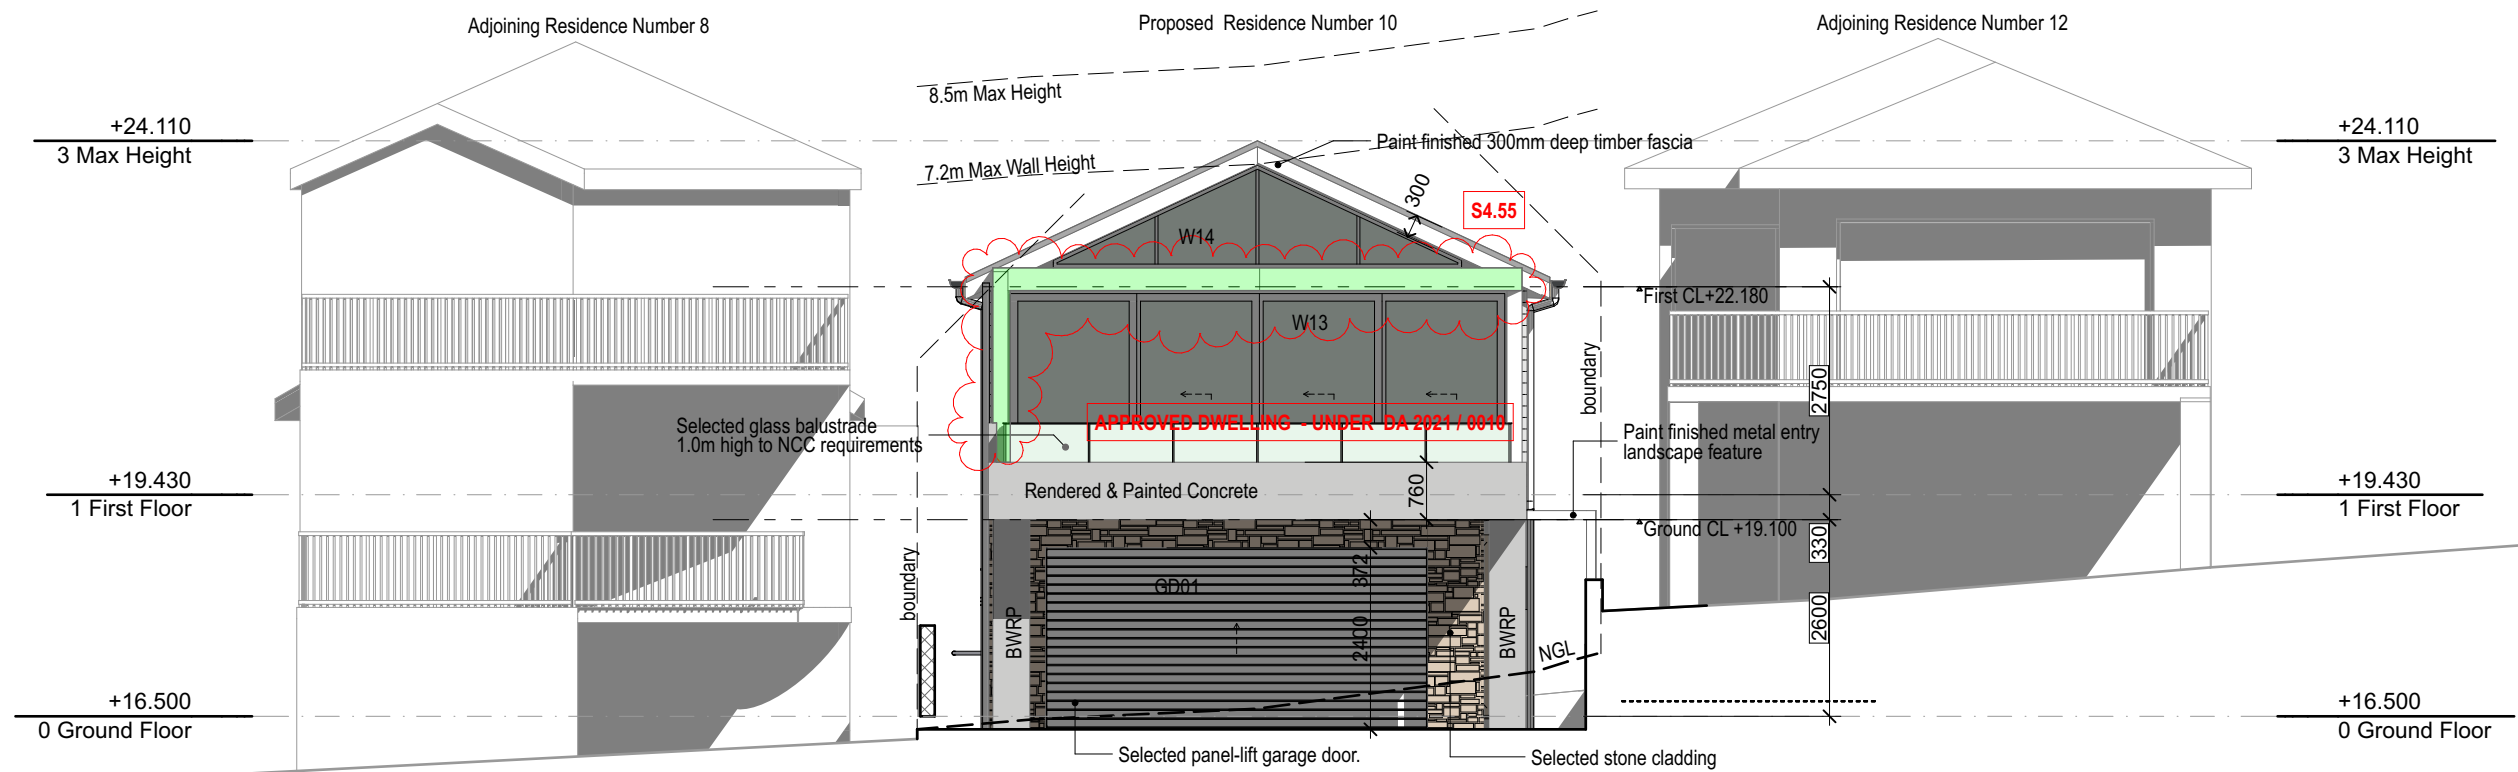 Adjoining Residence Number 8
Proposed  Residence Number 10
Adjoining Residence Number 12
8.5m Max Height
+24.110
3 Max Height
Paint finished 300mm deep timber fascia
+24.110
3 Max Height
7.2m Max Wall Height
300
S4.55
W14
First CL+22.180
W13
boundary
2750
APPROVED DWELLING - UNDER DA 2021 / 0010
Selected glass balustrade
1.0m high to NCC requirements
Paint finished metal entry
landscape feature
+19.430
1 First Floor
Rendered & Painted Concrete
760
+19.430
1 First Floor
Ground CL +19.100
330
boundary
372
GD01
2400
BWRP
BWRP
2600
NGL
+16.500
0 Ground Floor
+16.500
0 Ground Floor
Selected panel-lift garage door.
Selected stone cladding